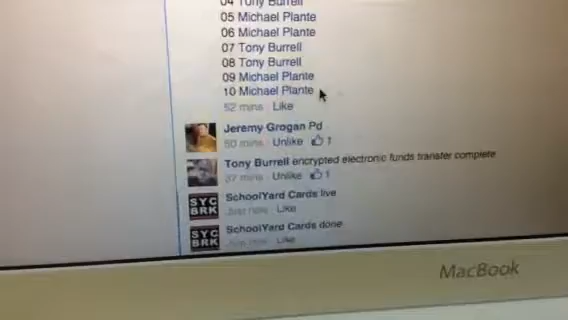 04 Tony Burrell
05 Michael Plante
06 Michael Plante
07 Tony Burrell
08 Tony Burrell
09 Michael Plante
10 Michael Plante
52 mins · Like
Jeremy Grogan Pd
50 mins · Unlike 1
Tony Burrell encrypted electronic funds transfer complete
37 mins · Unlike 1
SYC BRK
SchoolYard Cards live
Just now · Like
SYC BRK
SchoolYard Cards done
Just now · Like
MacBook